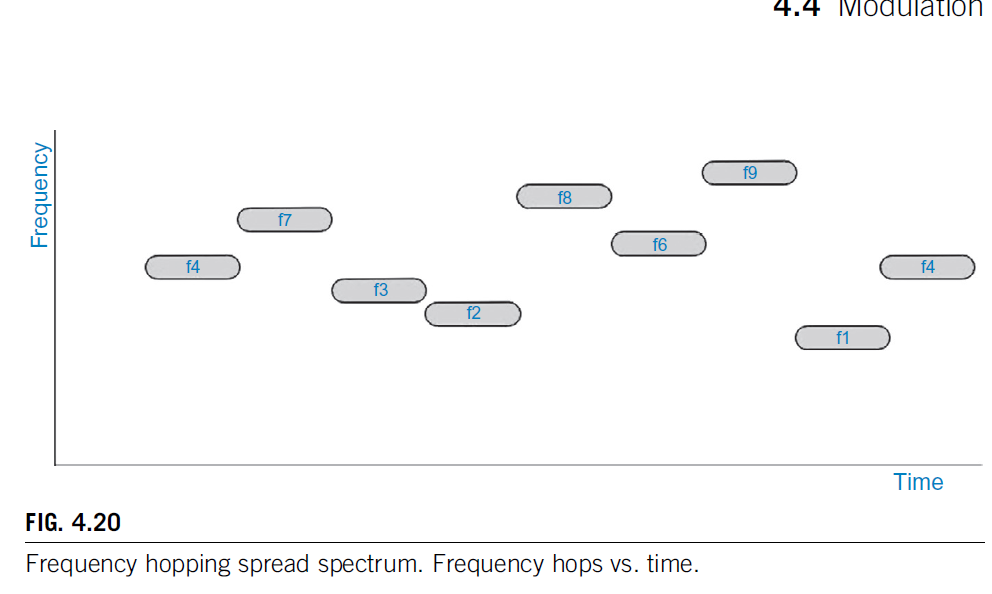 4.4 Modulation
Frequency
f9
f8
f7
f6
f4
f4
f3
f2
f1
Time
FIG. 4.20
Frequency hopping spread spectrum. Frequency hops vs. time.